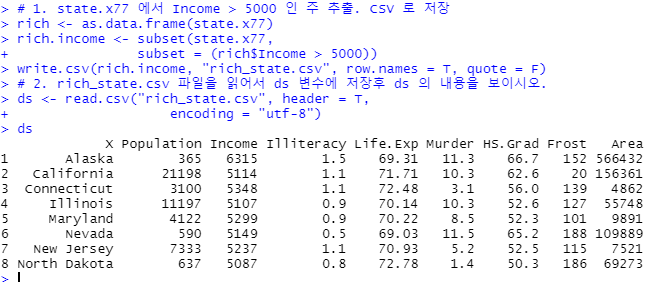 > # 1. state.x77 에서 Income > 5000 인 주 추출. CSV 로 저장
> rich <- as.data.frame(state.x77)
> rich.income <- subset(state.x77,
+                subset = (rich$Income > 5000))
> write.csv(rich.income, "rich_state.csv", row.names = T, quote = F)
> # 2. rich_state.csv 파일을 읽어서 ds 변수에 저장후 ds 의 내용을 보이시오.
> ds <- read.csv("rich_state.csv", header = T,
+                encoding = "utf-8")
> ds
             X Population Income Illiteracy Life.Exp Murder HS.Grad Frost   Area
1       Alaska        365   6315        1.5    69.31   11.3    66.7   152 566432
2   California      21198   5114        1.1    71.71   10.3    62.6    20 156361
3  Connecticut       3100   5348        1.1    72.48    3.1    56.0   139   4862
4     Illinois      11197   5107        0.9    70.14   10.3    52.6   127  55748
5     Maryland       4122   5299        0.9    70.22    8.5    52.3   101   9891
6       Nevada        590   5149        0.5    69.03   11.5    65.2   188 109889
7   New Jersey       7333   5237        1.1    70.93    5.2    52.5   115   7521
8 North Dakota        637   5087        0.8    72.78    1.4    50.3   186  69273
>